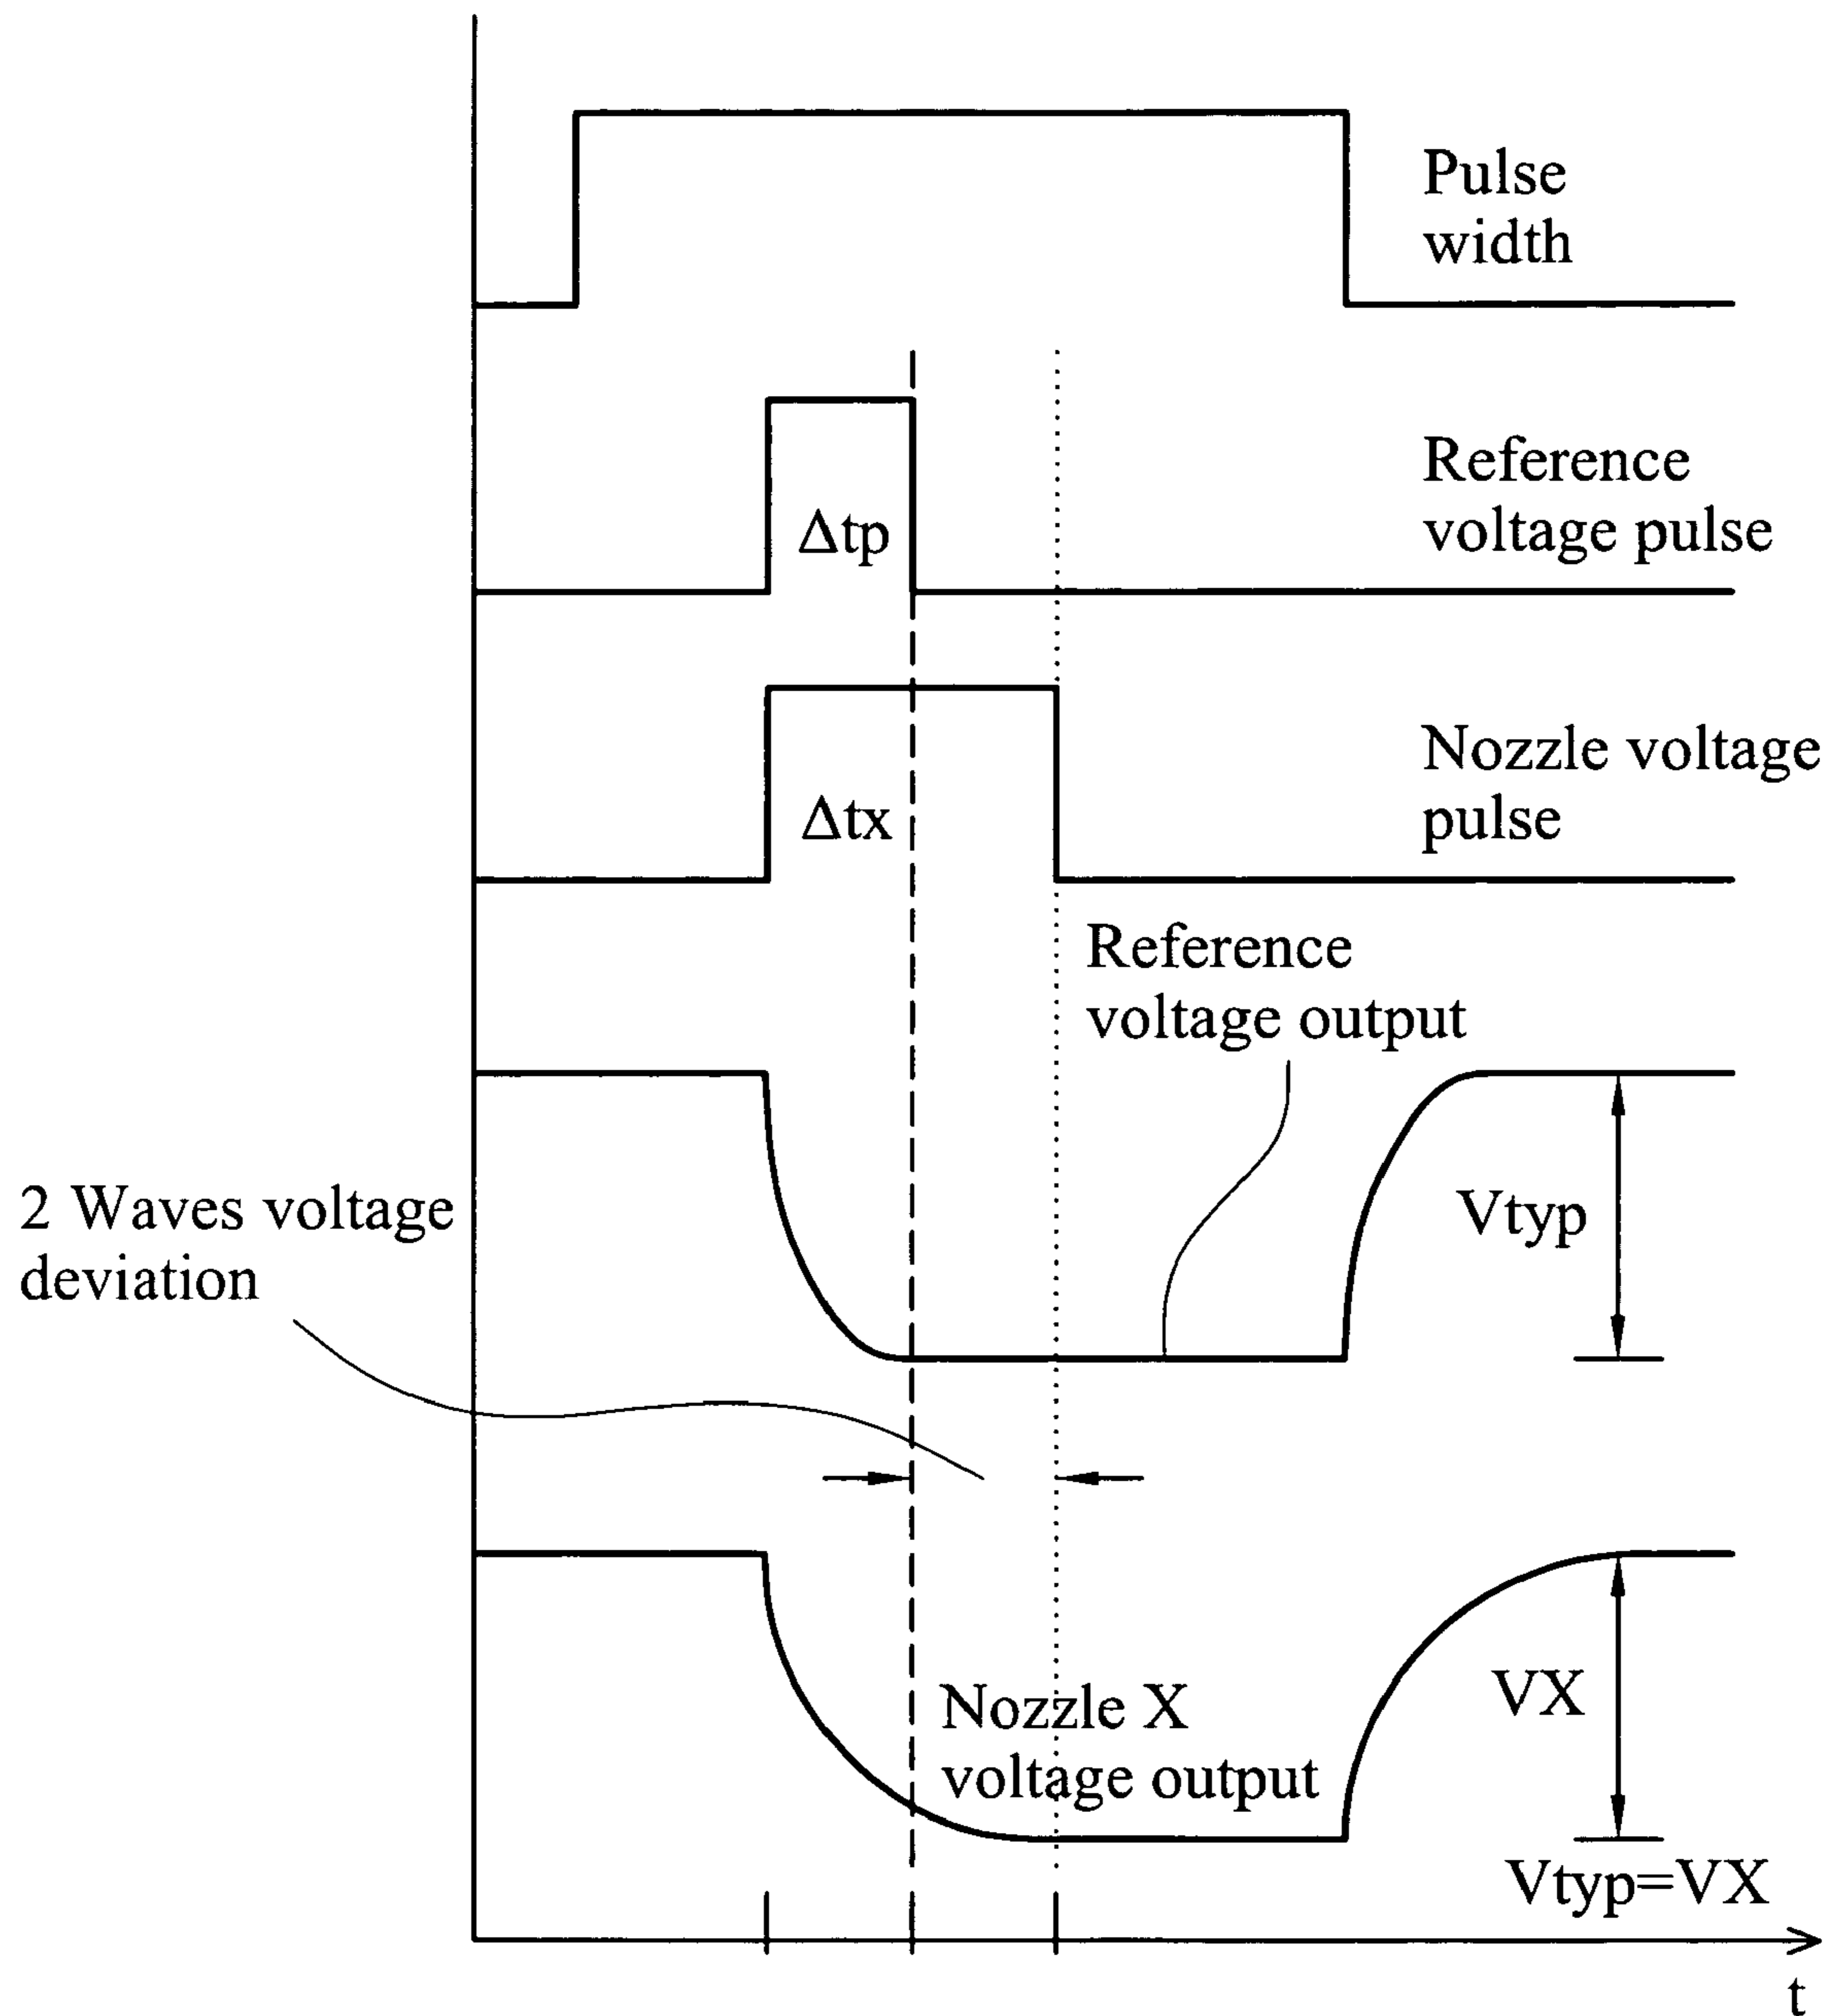 Pulse
width
Reference
voltage pulse
Δtp
Nozzle voltage
pulse
Δtx
Reference
voltage output
2 Waves voltage
deviation
Vtyp
Nozzle X
voltage output
VX
Vtyp=VX
t